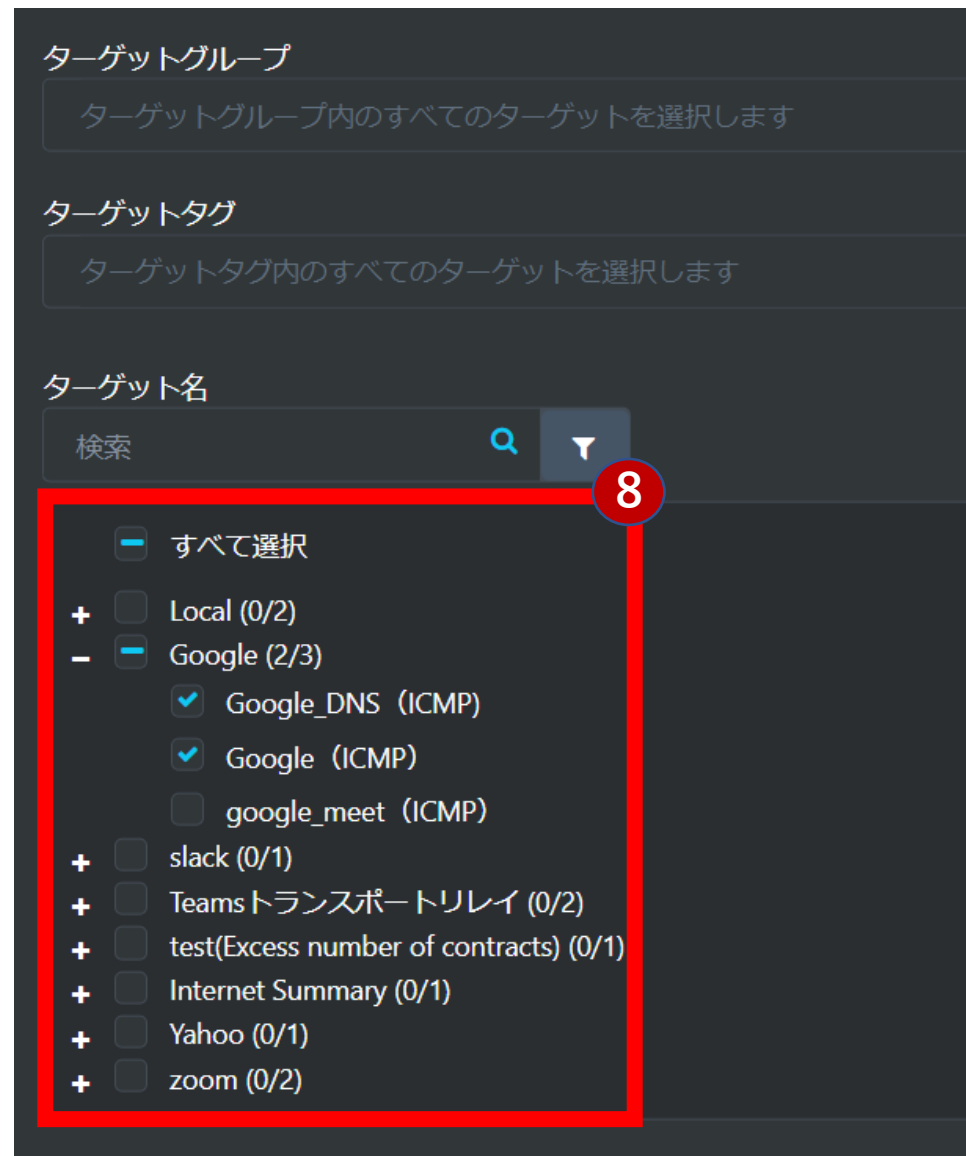 ターゲットグループ
ターゲットグループ内のすべてのターゲットを選択します
ターゲットタグ
ターゲットタグ内のすべてのターゲットを選択します
ターゲット名
検索
8
すべて選択
Local (0/2)
Google (2/3)
Google_DNS（ICMP)
Google（ICMP）
google_meet（ICMP）
slack (0/1)
Teamsトランスポートリレイ (0/2)
test(Excess number of contracts) (0/1)
Internet Summary (0/1)
Yahoo (0/1)
zoom (0/2)